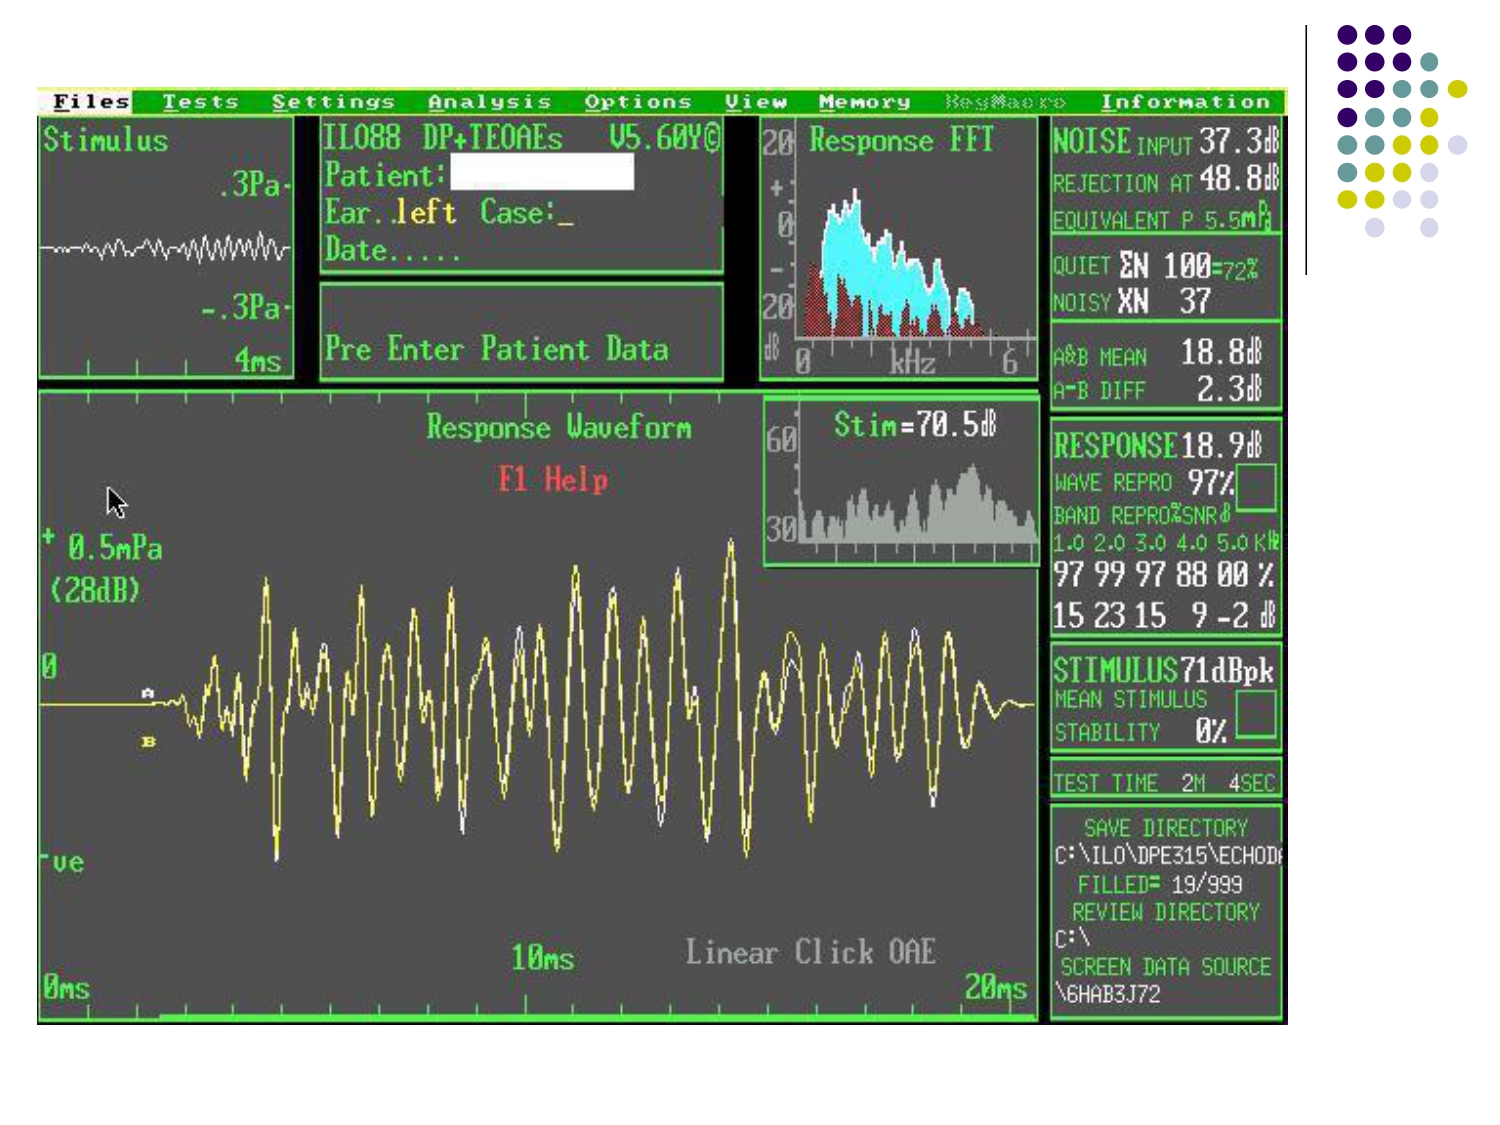 Files Tests Settings Analysis Options View Memory KeyMacro Information
Stimulus
.3Pa
-.3Pa
4ms
ILO88 DP+TEOAEs V5.60Y©
Patient:
Ear..left Case:_
Date.....
Pre Enter Patient Data
Response FFT
20
+
0
-
20
dB
0 kHz 6
NOISE INPUT 37.3dB
REJECTION AT 48.8dB
EQUIVALENT P 5.5mPa
QUIET ΣN 100=72%
NOISY XN 37
A&B MEAN 18.8dB
A-B DIFF 2.3dB
RESPONSE 18.9dB
WAVE REPRO 97%
BAND REPRO%SNR dB
1.0 2.0 3.0 4.0 5.0 KHz
97 99 97 88 00 %
15 23 15 9 -2 dB
STIMULUS 71dBpk
MEAN STIMULUS
STABILITY 0%
TEST TIME 2M 4SEC
SAVE DIRECTORY
C:\ILO\DPE315\ECHODA
FILLED= 19/999
REVIEW DIRECTORY
C:\
SCREEN DATA SOURCE
\6HAB3J72
Response Waveform
F1 Help
Stim=70.5dB
60
30
+ 0.5mPa
(28dB)
0
A
B
-ve
10ms
Linear Click OAE
0ms
20ms